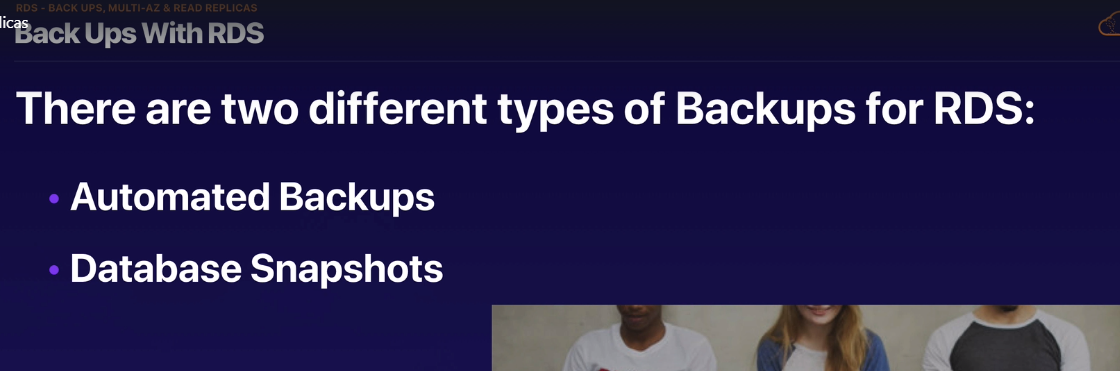 RDS - BACK UPS, MULTI-AZ & READ REPLICAS
licas
Back Ups With RDS
There are two different types of Backups for RDS:
• Automated Backups
• Database Snapshots